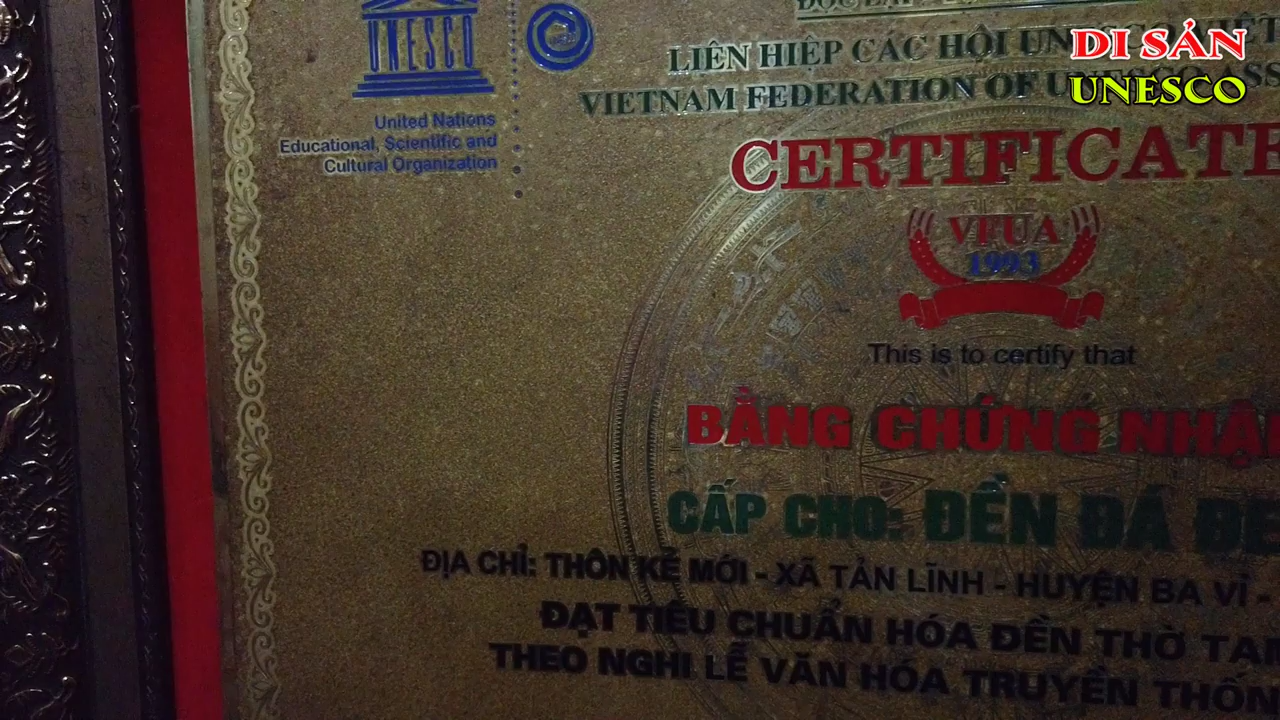 DI SẢN
UNESCO
UNESCO
United Nations
Educational, Scientific and
Cultural Organization
LIÊN HIỆP CÁC HỘI
VIETNAM FEDERATION OF
CERTIFICATE
VFUA
1993
This is to certify that
BẰNG CHỨNG NHẬN
CẤP CHO: ĐỀN ĐÁ
ĐỊA CHỈ: THÔN KẺ MỚI - XÃ TẢN LĨNH - HUYỆN BA VÌ -
ĐẠT TIÊU CHUẨN HÓA ĐỀN THỜ
THEO NGHI LỄ VĂN HÓA TRUYỀN THỐNG